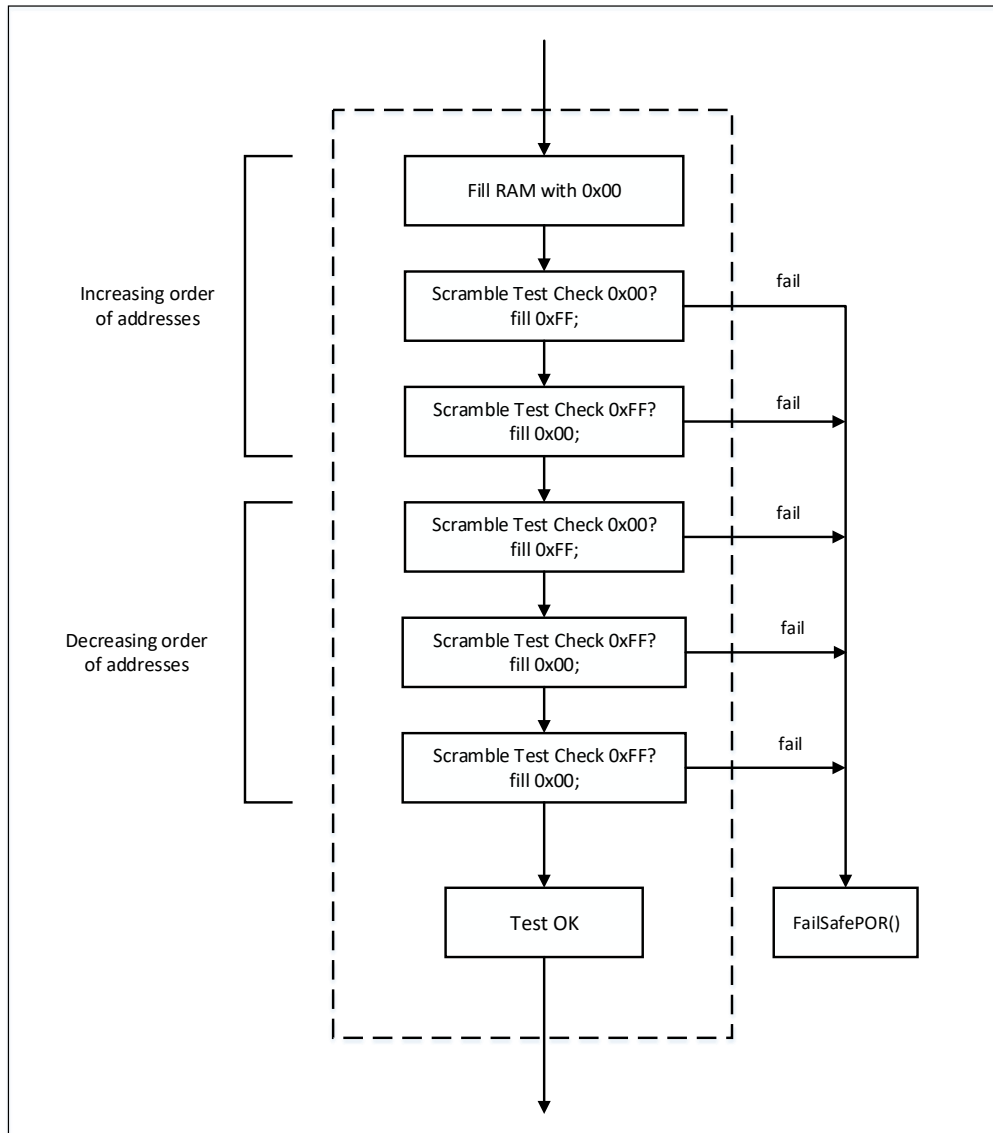 Fill RAM with 0x00
Increasing order
of addresses
Scramble Test Check 0x00?
fill 0xFF;
fail
Scramble Test Check 0xFF?
fill 0x00;
fail
Decreasing order
of addresses
Scramble Test Check 0x00?
fill 0xFF;
fail
Scramble Test Check 0xFF?
fill 0x00;
fail
Scramble Test Check 0xFF?
fill 0x00;
fail
Test OK
FailSafePOR()